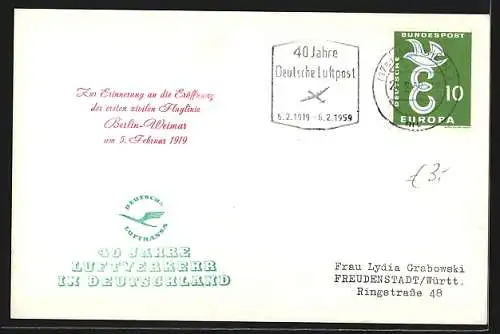 40 Jahre
Deutsche Luftpost
5.2.1919 - 6.2.1959
DEUTSCHE BUNDESPOST
10
EUROPA
Zur Erinnerung an die Eröffnung
der ersten zivilen Fluglinie
Berlin-Weimar
am 5. Februar 1919
€ 3,-
DEUTSCHE
LUFTHANSA
40 JAHRE
LUFTVERKEHR
IN DEUTSCHLAND
Frau Lydia Grabowski
FREUDENSTADT/Württ.
Ringstraße 48